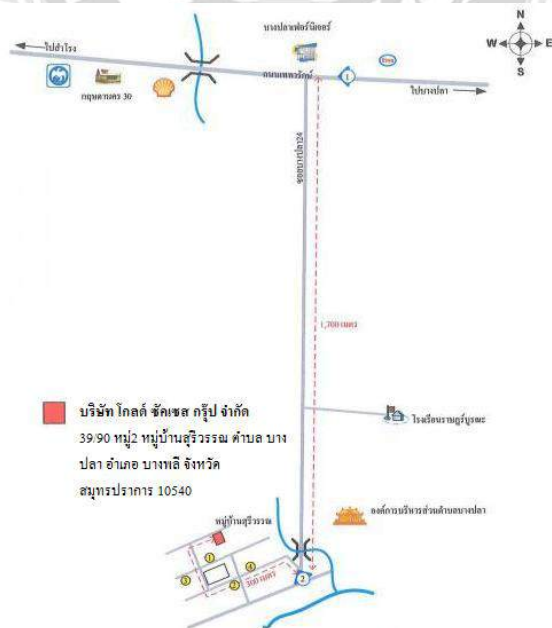 N
บางปลาเฟอร์นิเจอร์
ไปสำโรง
W
E
Esso
S
ถนนเทพารักษ์
1
กฤษดานคร 30
ไปบางปลา
ซอยบางปลา24
1,700 เมตร
บริษัท โกลด์ ซัคเซส กรุ๊ป จำกัด
39/90 หมู่2 หมู่บ้านสุริวรรณ ตำบล บาง
ปลา อำเภอ บางพลี จังหวัด
สมุทรปราการ 10540
โรงเรียนราษฎร์บูรณะ
องค์การบริหารส่วนตำบลบางปลา
หมู่บ้านสุริวรรณ
1
4
3
2
300 เมตร
2